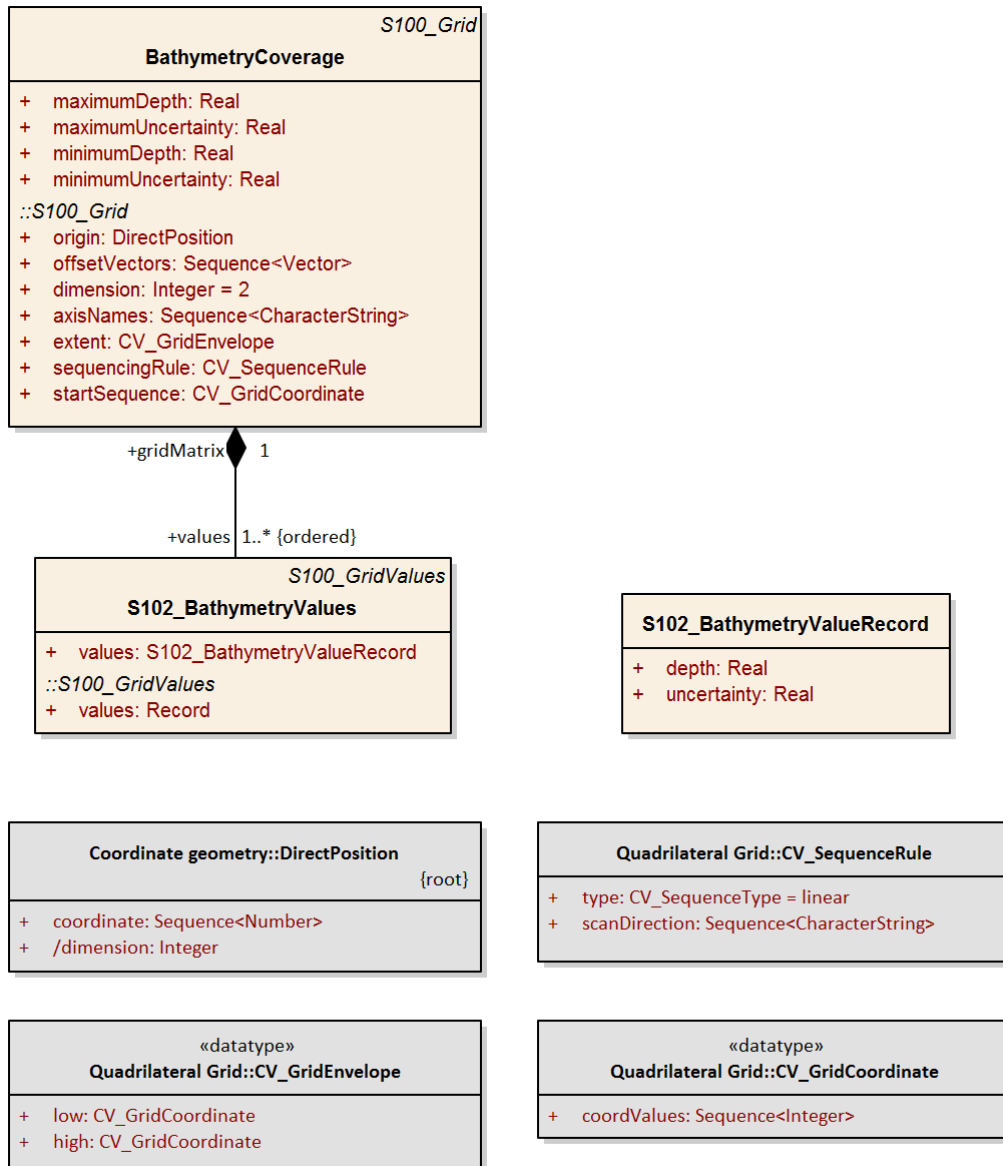 S100_Grid
BathymetryCoverage
+ maximumDepth: Real
+ maximumUncertainty: Real
+ minimumDepth: Real
+ minimumUncertainty: Real
::S100_Grid
+ origin: DirectPosition
+ offsetVectors: Sequence<Vector>
+ dimension: Integer = 2
+ axisNames: Sequence<CharacterString>
+ extent: CV_GridEnvelope
+ sequencingRule: CV_SequenceRule
+ startSequence: CV_GridCoordinate
+gridMatrix 1
+values 1..* {ordered}
S100_GridValues
S102_BathymetryValues
+ values: S102_BathymetryValueRecord
::S100_GridValues
+ values: Record
S102_BathymetryValueRecord
+ depth: Real
+ uncertainty: Real
Coordinate geometry::DirectPosition
{root}
+ coordinate: Sequence<Number>
+ /dimension: Integer
Quadrilateral Grid::CV_SequenceRule
+ type: CV_SequenceType = linear
+ scanDirection: Sequence<CharacterString>
«datatype»
Quadrilateral Grid::CV_GridEnvelope
+ low: CV_GridCoordinate
+ high: CV_GridCoordinate
«datatype»
Quadrilateral Grid::CV_GridCoordinate
+ coordValues: Sequence<Integer>